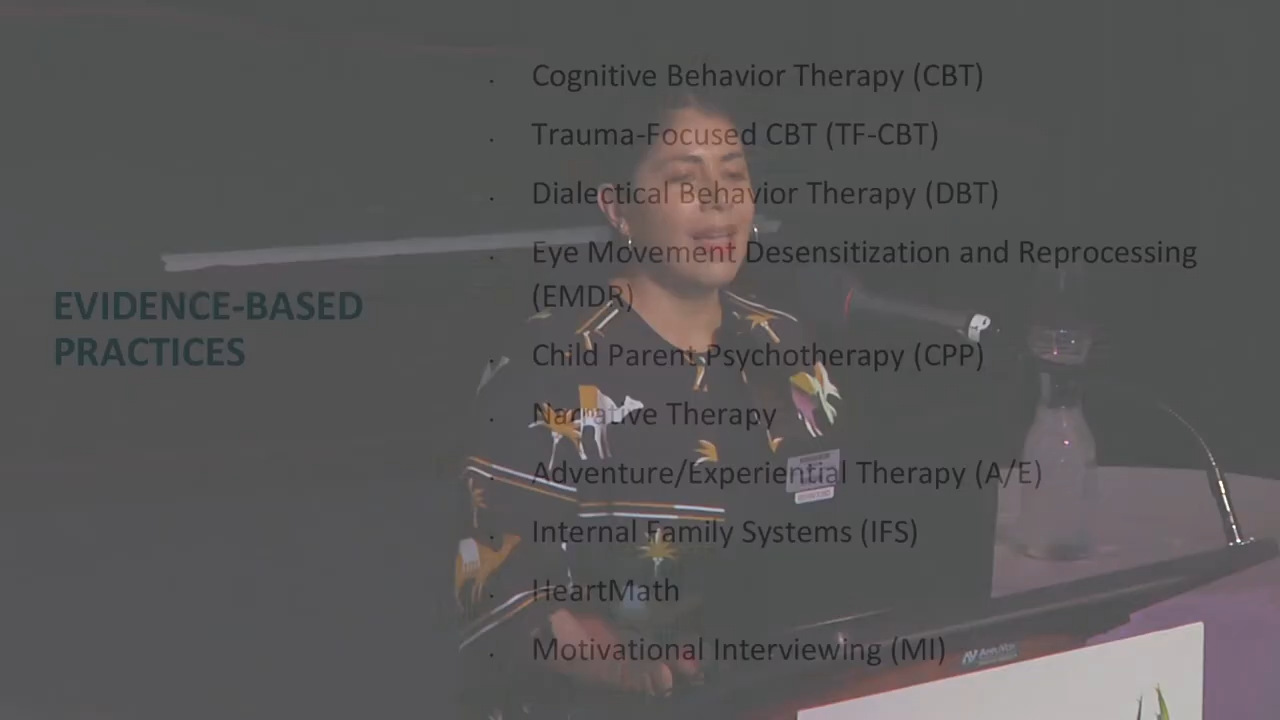 EVIDENCE-BASED
PRACTICES
Cognitive Behavior Therapy (CBT)
Trauma-Focused CBT (TF-CBT)
Dialectical Behavior Therapy (DBT)
Eye Movement Desensitization and Reprocessing
(EMDR)
Child Parent Psychotherapy (CPP)
Narrative Therapy
Adventure/Experiential Therapy (A/E)
Internal Family Systems (IFS)
HeartMath
Motivational Interviewing (MI)